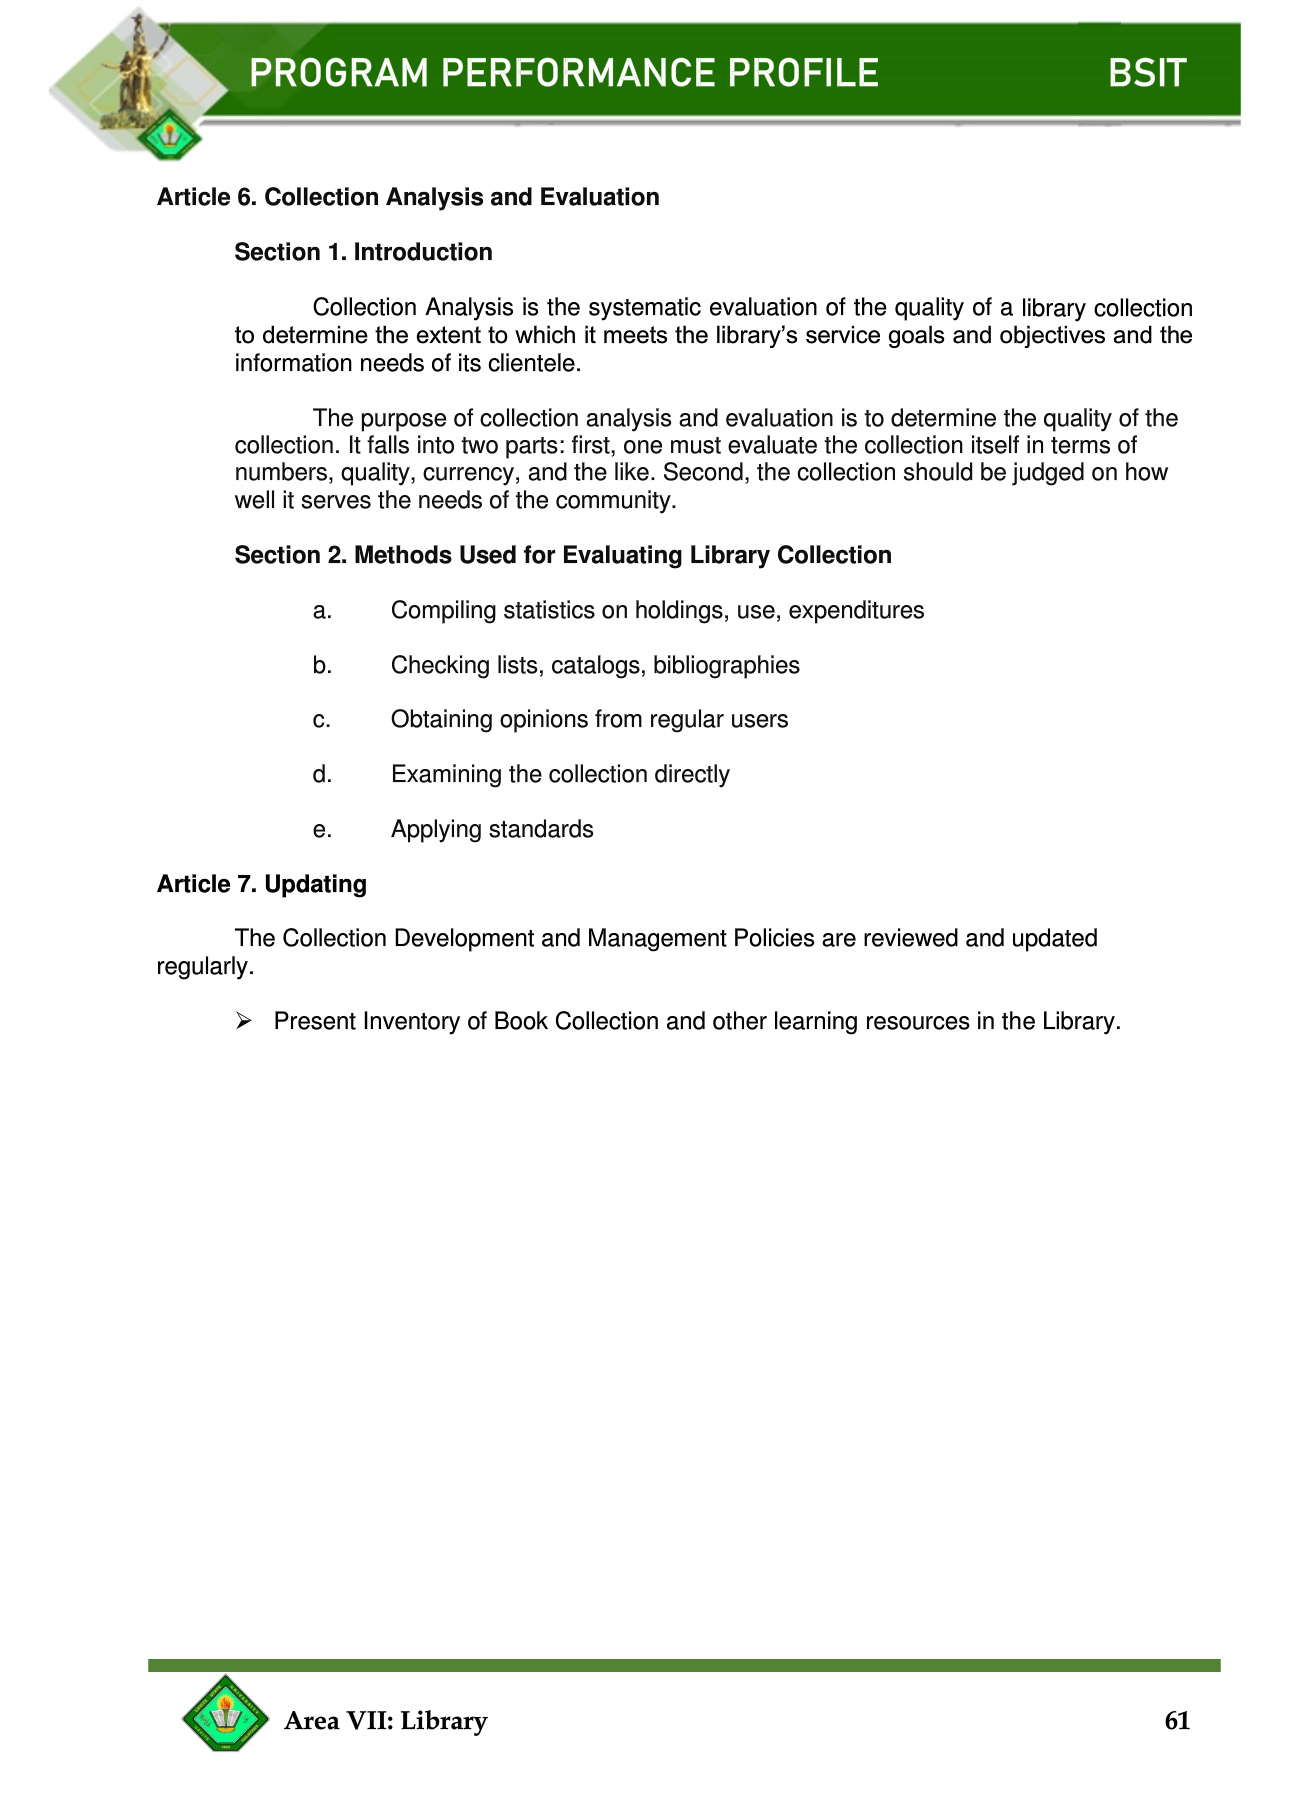 PROGRAM PERFORMANCE PROFILE BSIT
Article 6. Collection Analysis and Evaluation
Section 1. Introduction
Collection Analysis is the systematic evaluation of the quality of a library collection
to determine the extent to which it meets the library’s service goals and objectives and the
information needs of its clientele.
The purpose of collection analysis and evaluation is to determine the quality of the
collection. It falls into two parts: first, one must evaluate the collection itself in terms of
numbers, quality, currency, and the like. Second, the collection should be judged on how
well it serves the needs of the community.
Section 2. Methods Used for Evaluating Library Collection
a. Compiling statistics on holdings, use, expenditures
b. Checking lists, catalogs, bibliographies
c. Obtaining opinions from regular users
d. Examining the collection directly
e. Applying standards
Article 7. Updating
The Collection Development and Management Policies are reviewed and updated
regularly.
➢ Present Inventory of Book Collection and other learning resources in the Library.
Area VII: Library 61